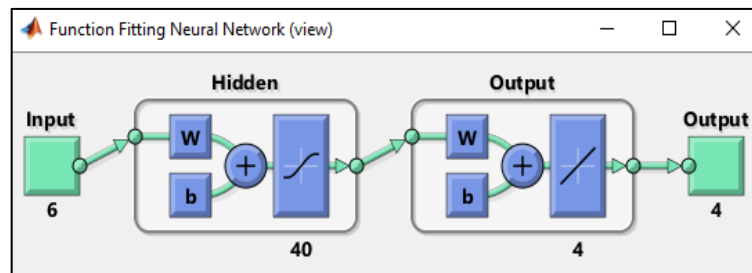 Function Fitting Neural Network (view)
Hidden
Output
Input
W
b
+
W
b
+
Output
6
40
4
4